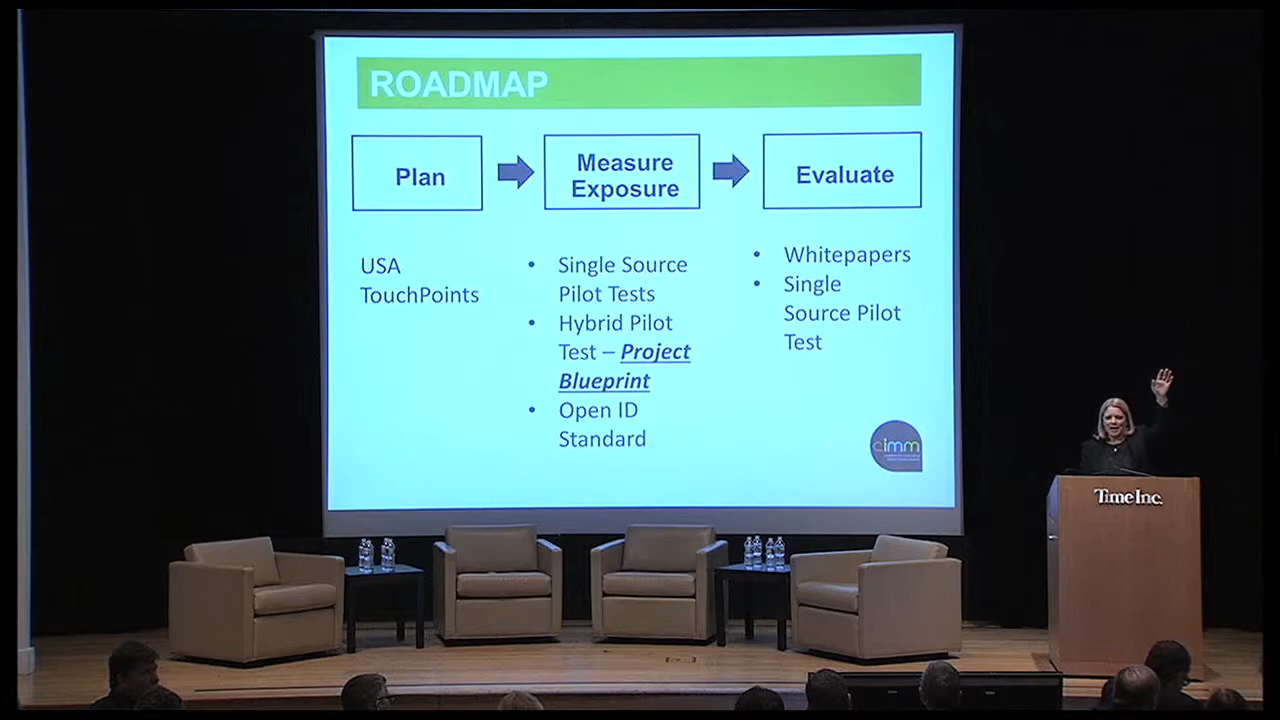 ROADMAP
Plan
Measure
Exposure
Evaluate
USA
TouchPoints
• Single Source
Pilot Tests
• Hybrid Pilot
Test – Project
Blueprint
• Open ID
Standard
• Whitepapers
• Single
Source Pilot
Test
cimm
Time Inc.